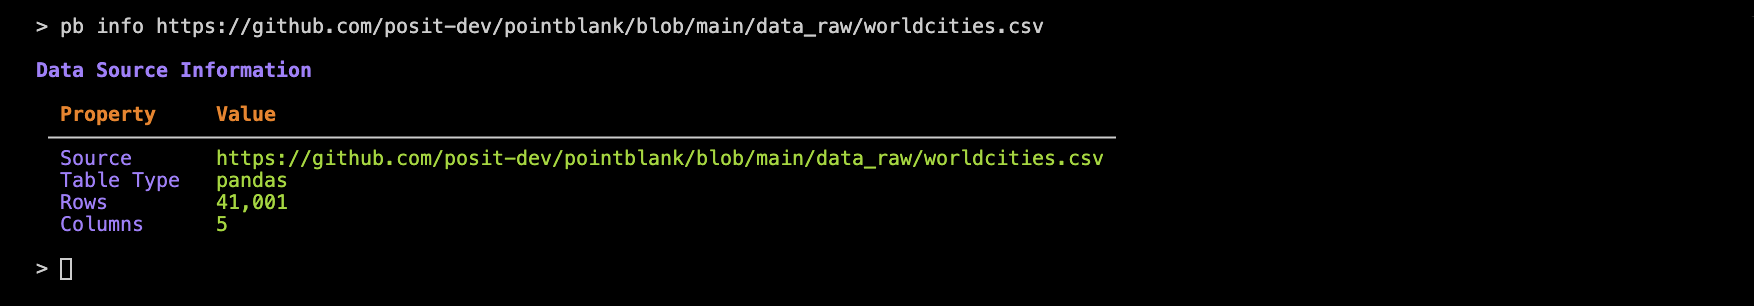 > pb info https://github.com/posit-dev/pointblank/blob/main/data_raw/worldcities.csv
Data Source Information
Property Value
Source https://github.com/posit-dev/pointblank/blob/main/data_raw/worldcities.csv
Table Type pandas
Rows 41,001
Columns 5
>